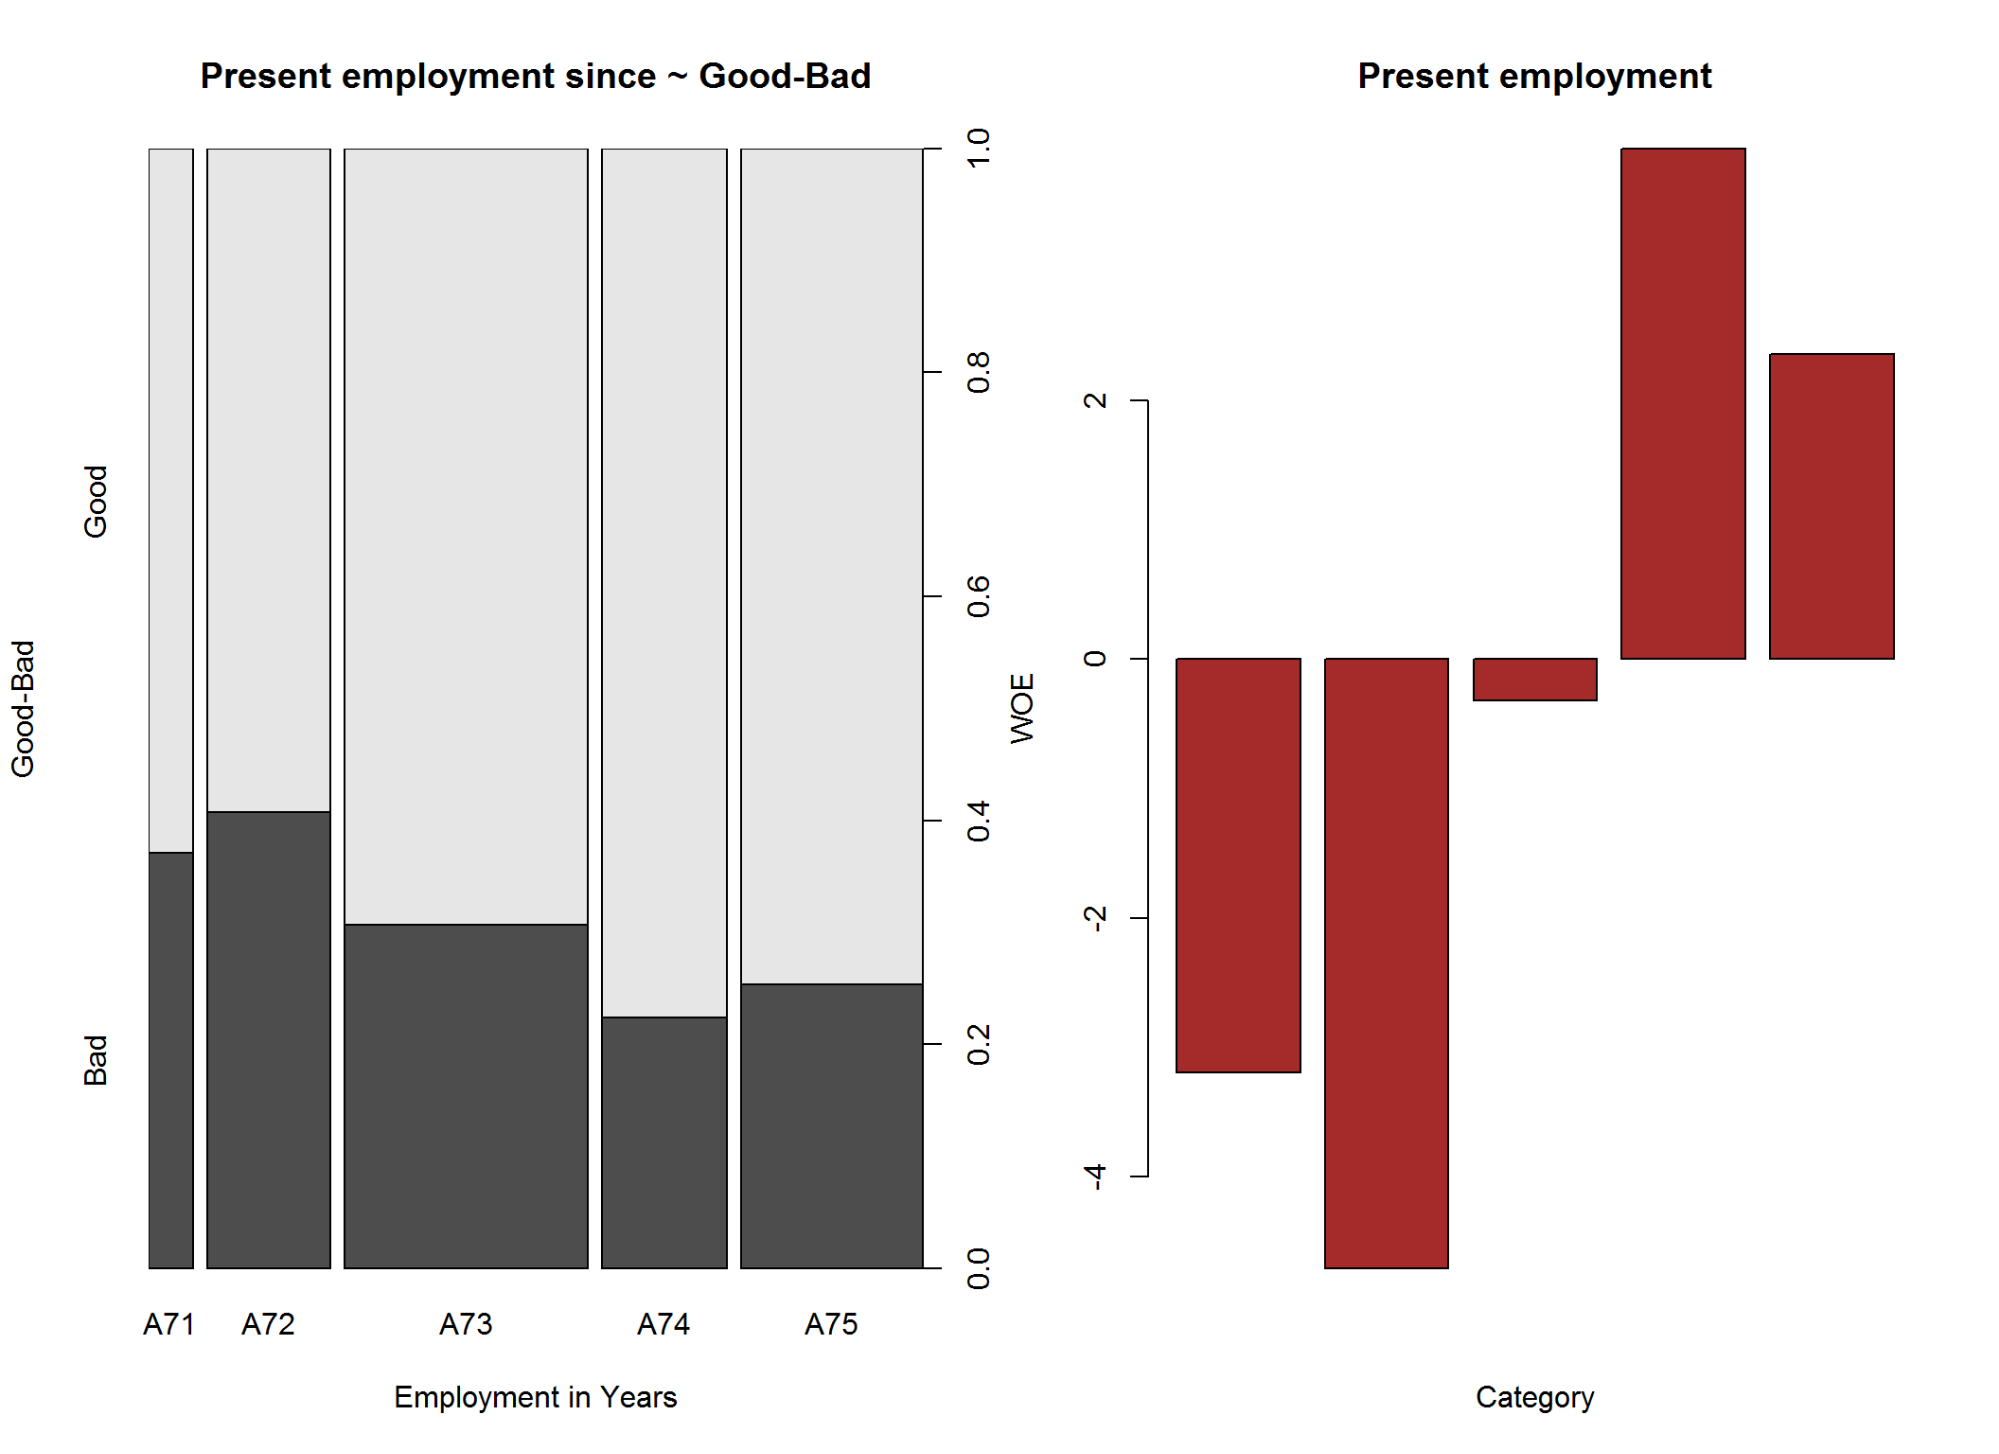 Present employment since ~ Good-Bad
Good-Bad
Good
Bad
1.0
0.8
0.6
0.4
0.2
0.0
A71 A72 A73 A74 A75
Employment in Years
Present employment
WOE
2
0
-2
-4
Category